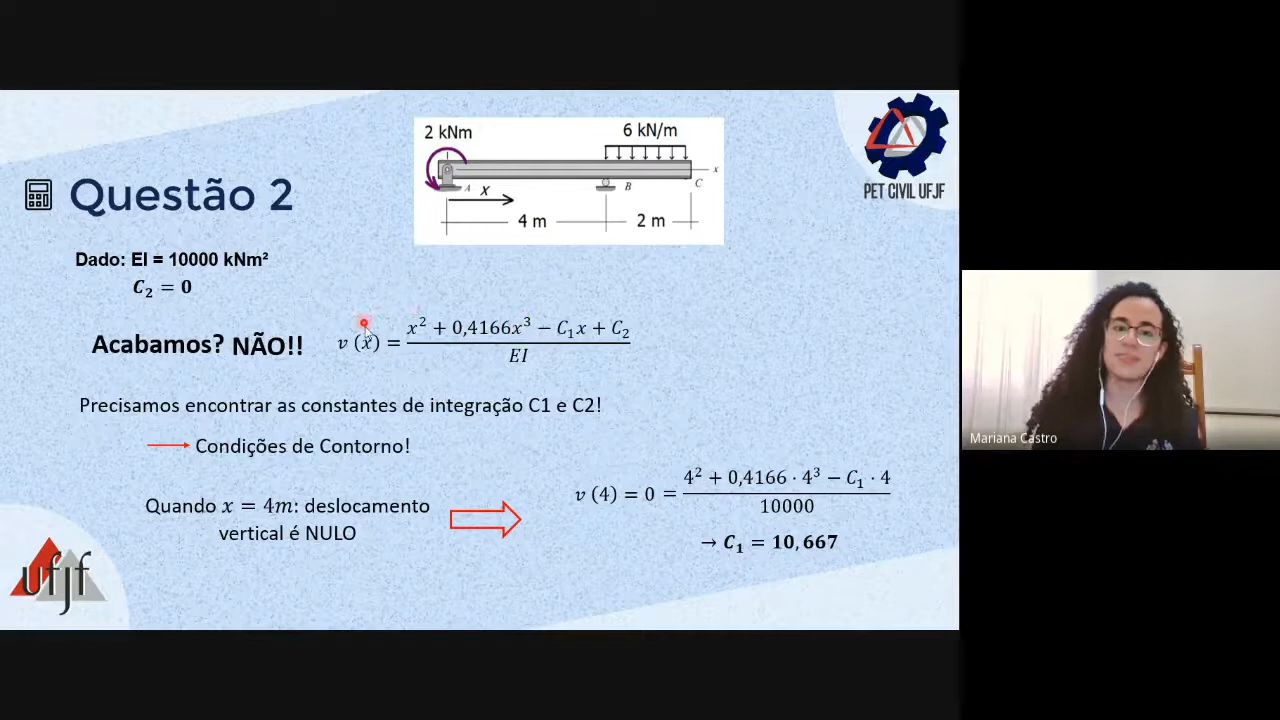 2 kNm
6 kN/m
A
X
B
C
x
4 m
2 m
PET CIVIL UFJF
Questão 2
Dado: EI = 10000 kNm²
C₂ = 0
Acabamos? NÃO!!
v (x) = (x² + 0,4166x³ − C₁x + C₂) / EI
Precisamos encontrar as constantes de integração C1 e C2!
Condições de Contorno!
Quando x = 4m: deslocamento
vertical é NULO
v (4) = 0 = (4² + 0,4166 · 4³ − C₁ · 4) / 10000
→ C₁ = 10,667
ufjf
Mariana Castro